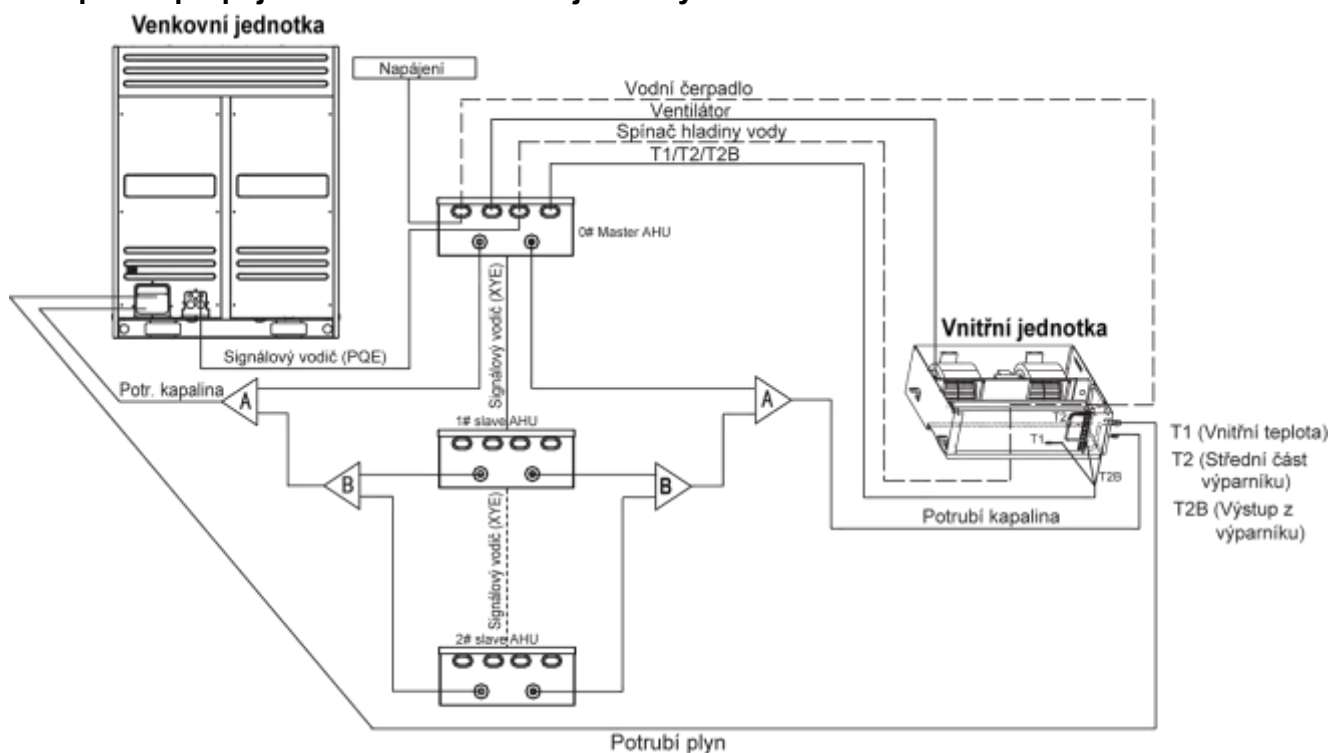 Venkovní jednotka
Napájení
Vodní čerpadlo
Ventilátor
Spínač hladiny vody
T1/T2/T2B
0# Master AHU
Signálový vodič (XYE)
Vnitřní jednotka
Signálový vodič (PQE)
Potr. kapalina
A
A
1# slave AHU
T2
T1
T2B
T1 (Vnitřní teplota)
T2 (Střední část
výparníku)
T2B (Výstup z
výparníku)
B
B
Potrubí kapalina
Signálový vodič (XYE)
2# slave AHU
Potrubí plyn